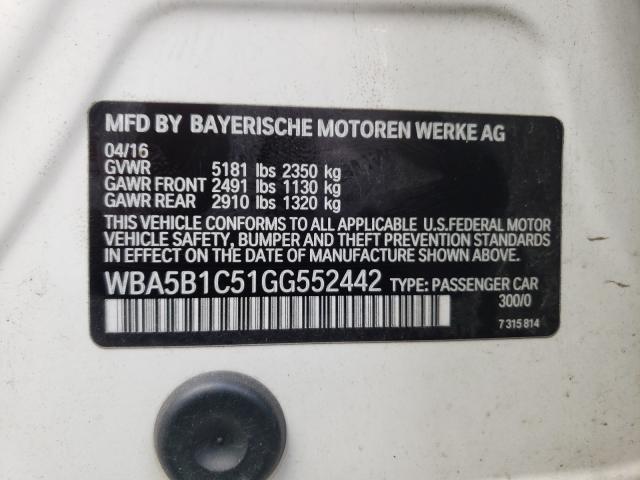 MFD BY BAYERISCHE MOTOREN WERKE AG
04/16
GVWR 5181 lbs 2350 kg
GAWR FRONT 2491 lbs 1130 kg
GAWR REAR 2910 lbs 1320 kg
THIS VEHICLE CONFORMS TO ALL APPLICABLE U.S.FEDERAL MOTOR
VEHICLE SAFETY, BUMPER AND THEFT PREVENTION STANDARDS
IN EFFECT ON THE DATE OF MANUFACTURE SHOWN ABOVE.
WBA5B1C51GG552442 TYPE: PASSENGER CAR
300/0
7 315 814